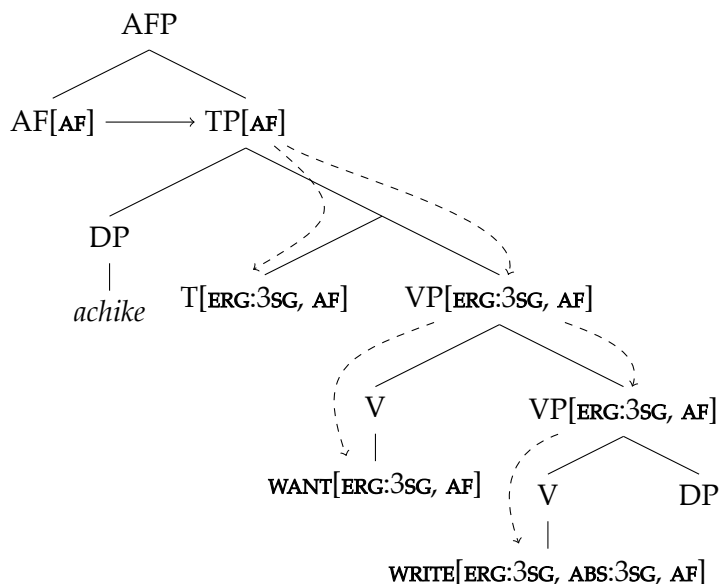 AFP
AF[AF] TP[AF]
DP
achike
T[ERG:3SG, AF] VP[ERG:3SG, AF]
V VP[ERG:3SG, AF]
WANT[ERG:3SG, AF]
V DP
WRITE[ERG:3SG, ABS:3SG, AF]